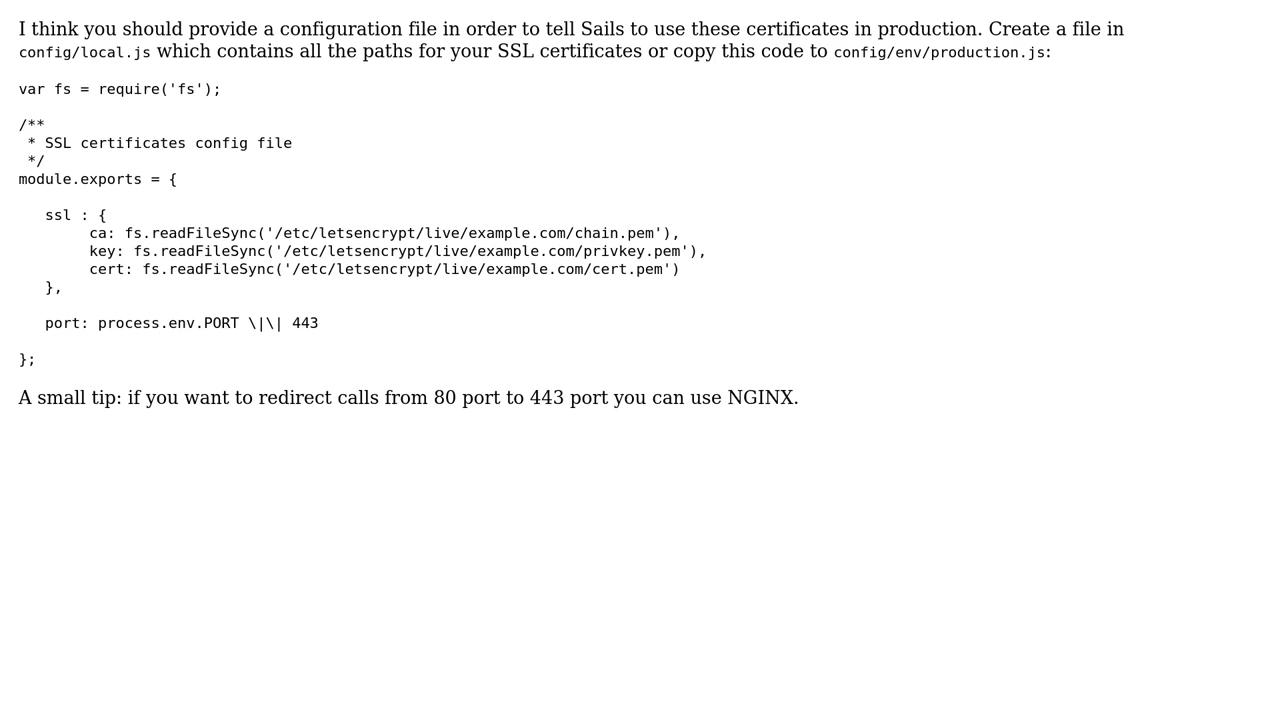 I think you should provide a configuration file in order to tell Sails to use these certificates in production. Create a file in
config/local.js which contains all the paths for your SSL certificates or copy this code to config/env/production.js:
var fs = require('fs');
/**
 * SSL certificates config file
 */
module.exports = {
   ssl : {
        ca: fs.readFileSync('/etc/letsencrypt/live/example.com/chain.pem'),
        key: fs.readFileSync('/etc/letsencrypt/live/example.com/privkey.pem'),
        cert: fs.readFileSync('/etc/letsencrypt/live/example.com/cert.pem')
   },
   port: process.env.PORT \|\| 443
};
A small tip: if you want to redirect calls from 80 port to 443 port you can use NGINX.